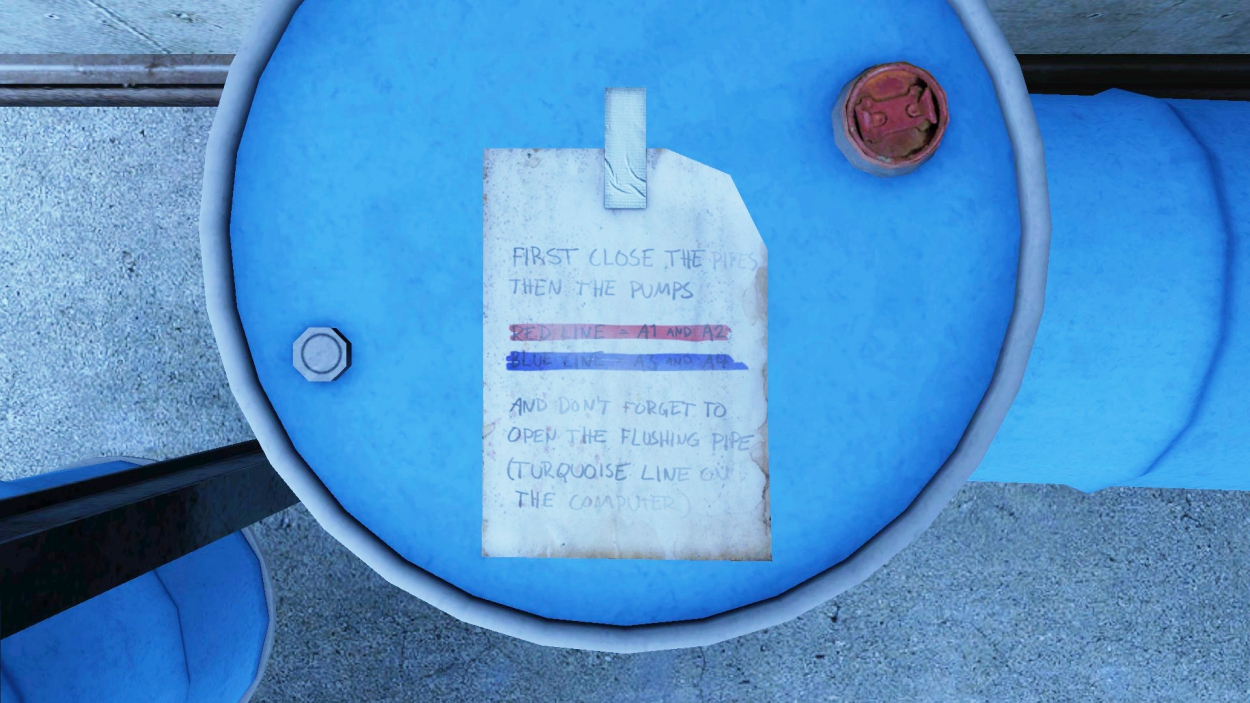 FIRST CLOSE THE PIPES
THEN THE PUMPS
RED LINE - A1 AND A2
BLUE LINE - A3 AND A4
AND DON'T FORGET TO
OPEN THE FLUSHING PIPE
(TURQUOISE LINE ON
THE COMPUTER)